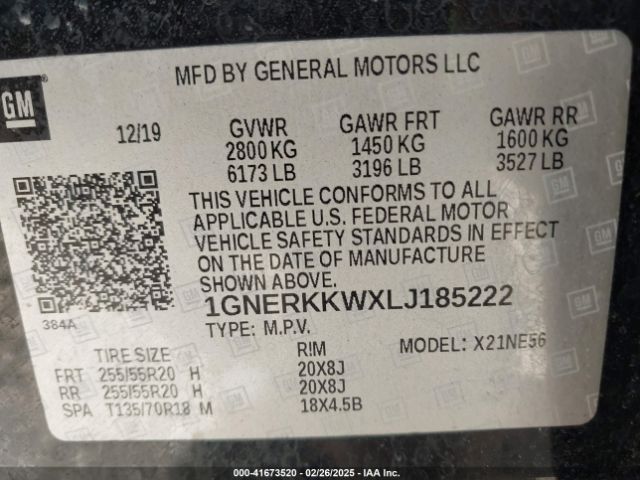 GM
MFD BY GENERAL MOTORS LLC
12/19 GVWR GAWR FRT GAWR RR
2800 KG 1450 KG 1600 KG
6173 LB 3196 LB 3527 LB
THIS VEHICLE CONFORMS TO ALL
APPLICABLE U.S. FEDERAL MOTOR
VEHICLE SAFETY STANDARDS IN EFFECT
ON THE DATE OF MANUFACTURE
SHOWN ABOVE.
384A
1GNERKKWXLJ185222
TYPE: M.P.V. MODEL: X21NE56
TIRE SIZE RIM
FRT 255/55R20 H 20X8J
RR 255/55R20 H 20X8J
SPA T135/70R18 M 18X4.5B
000-41673520 - 02/26/2025 - IAA Inc.